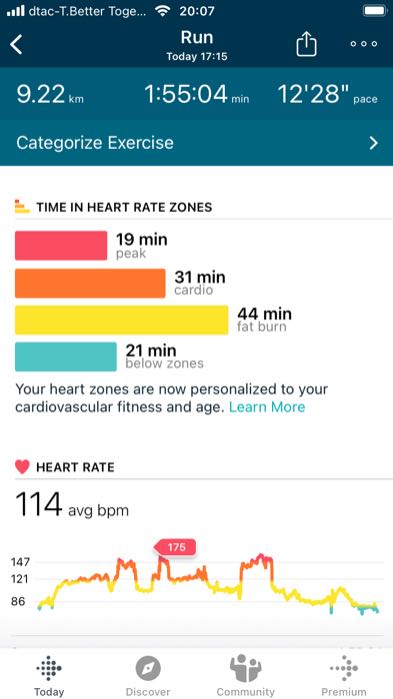 dtac-T.Better Toge... 20:07
Run
Today 17:15
9.22 km 1:55:04 min 12'28" pace
Categorize Exercise
TIME IN HEART RATE ZONES
19 min
peak
31 min
cardio
44 min
fat burn
21 min
below zones
Your heart zones are now personalized to your
cardiovascular fitness and age. Learn More
HEART RATE
114 avg bpm
175
147
121
86
Today Discover Community Premium